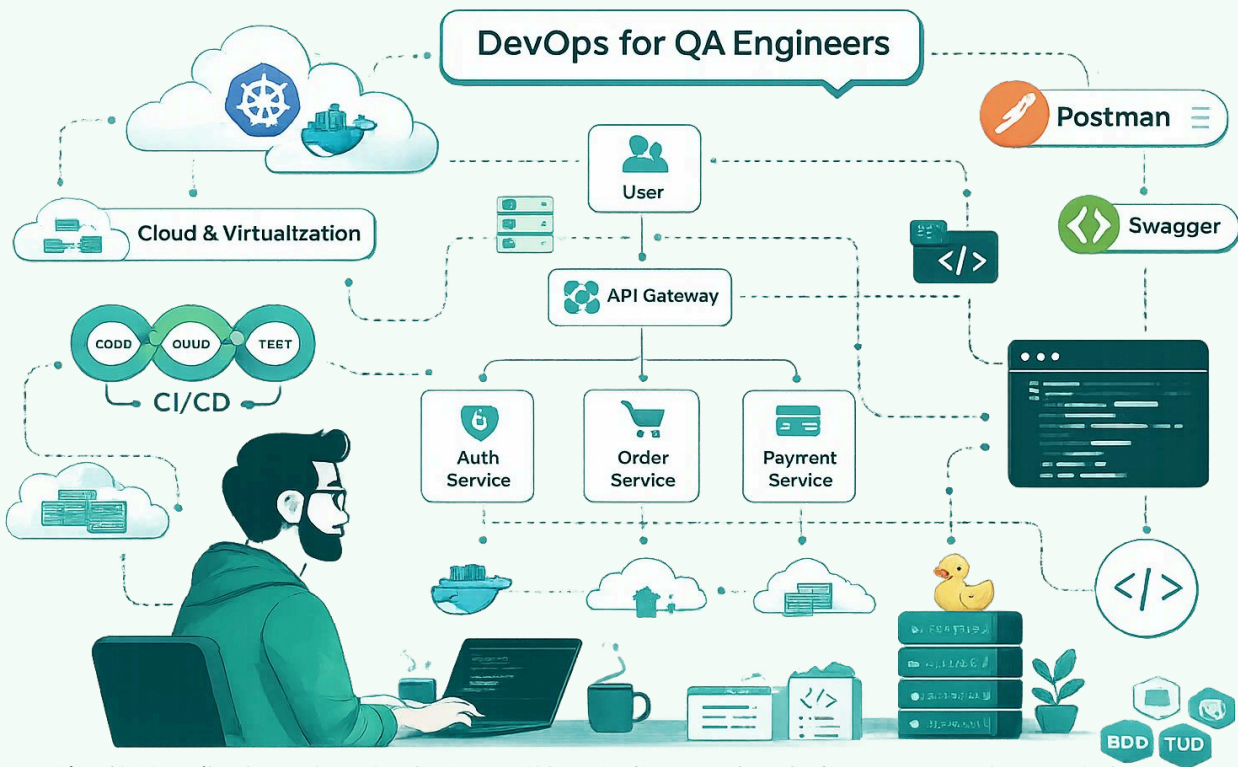 DevOps for QA Engineers
Postman
User
Cloud & Virtualtzation
Swagger
</>
API Gateway
CODD
OUUD
TEET
CI/CD
Auth
Service
Order
Service
Payrrent
Service
</>
</>
BDD
TUD